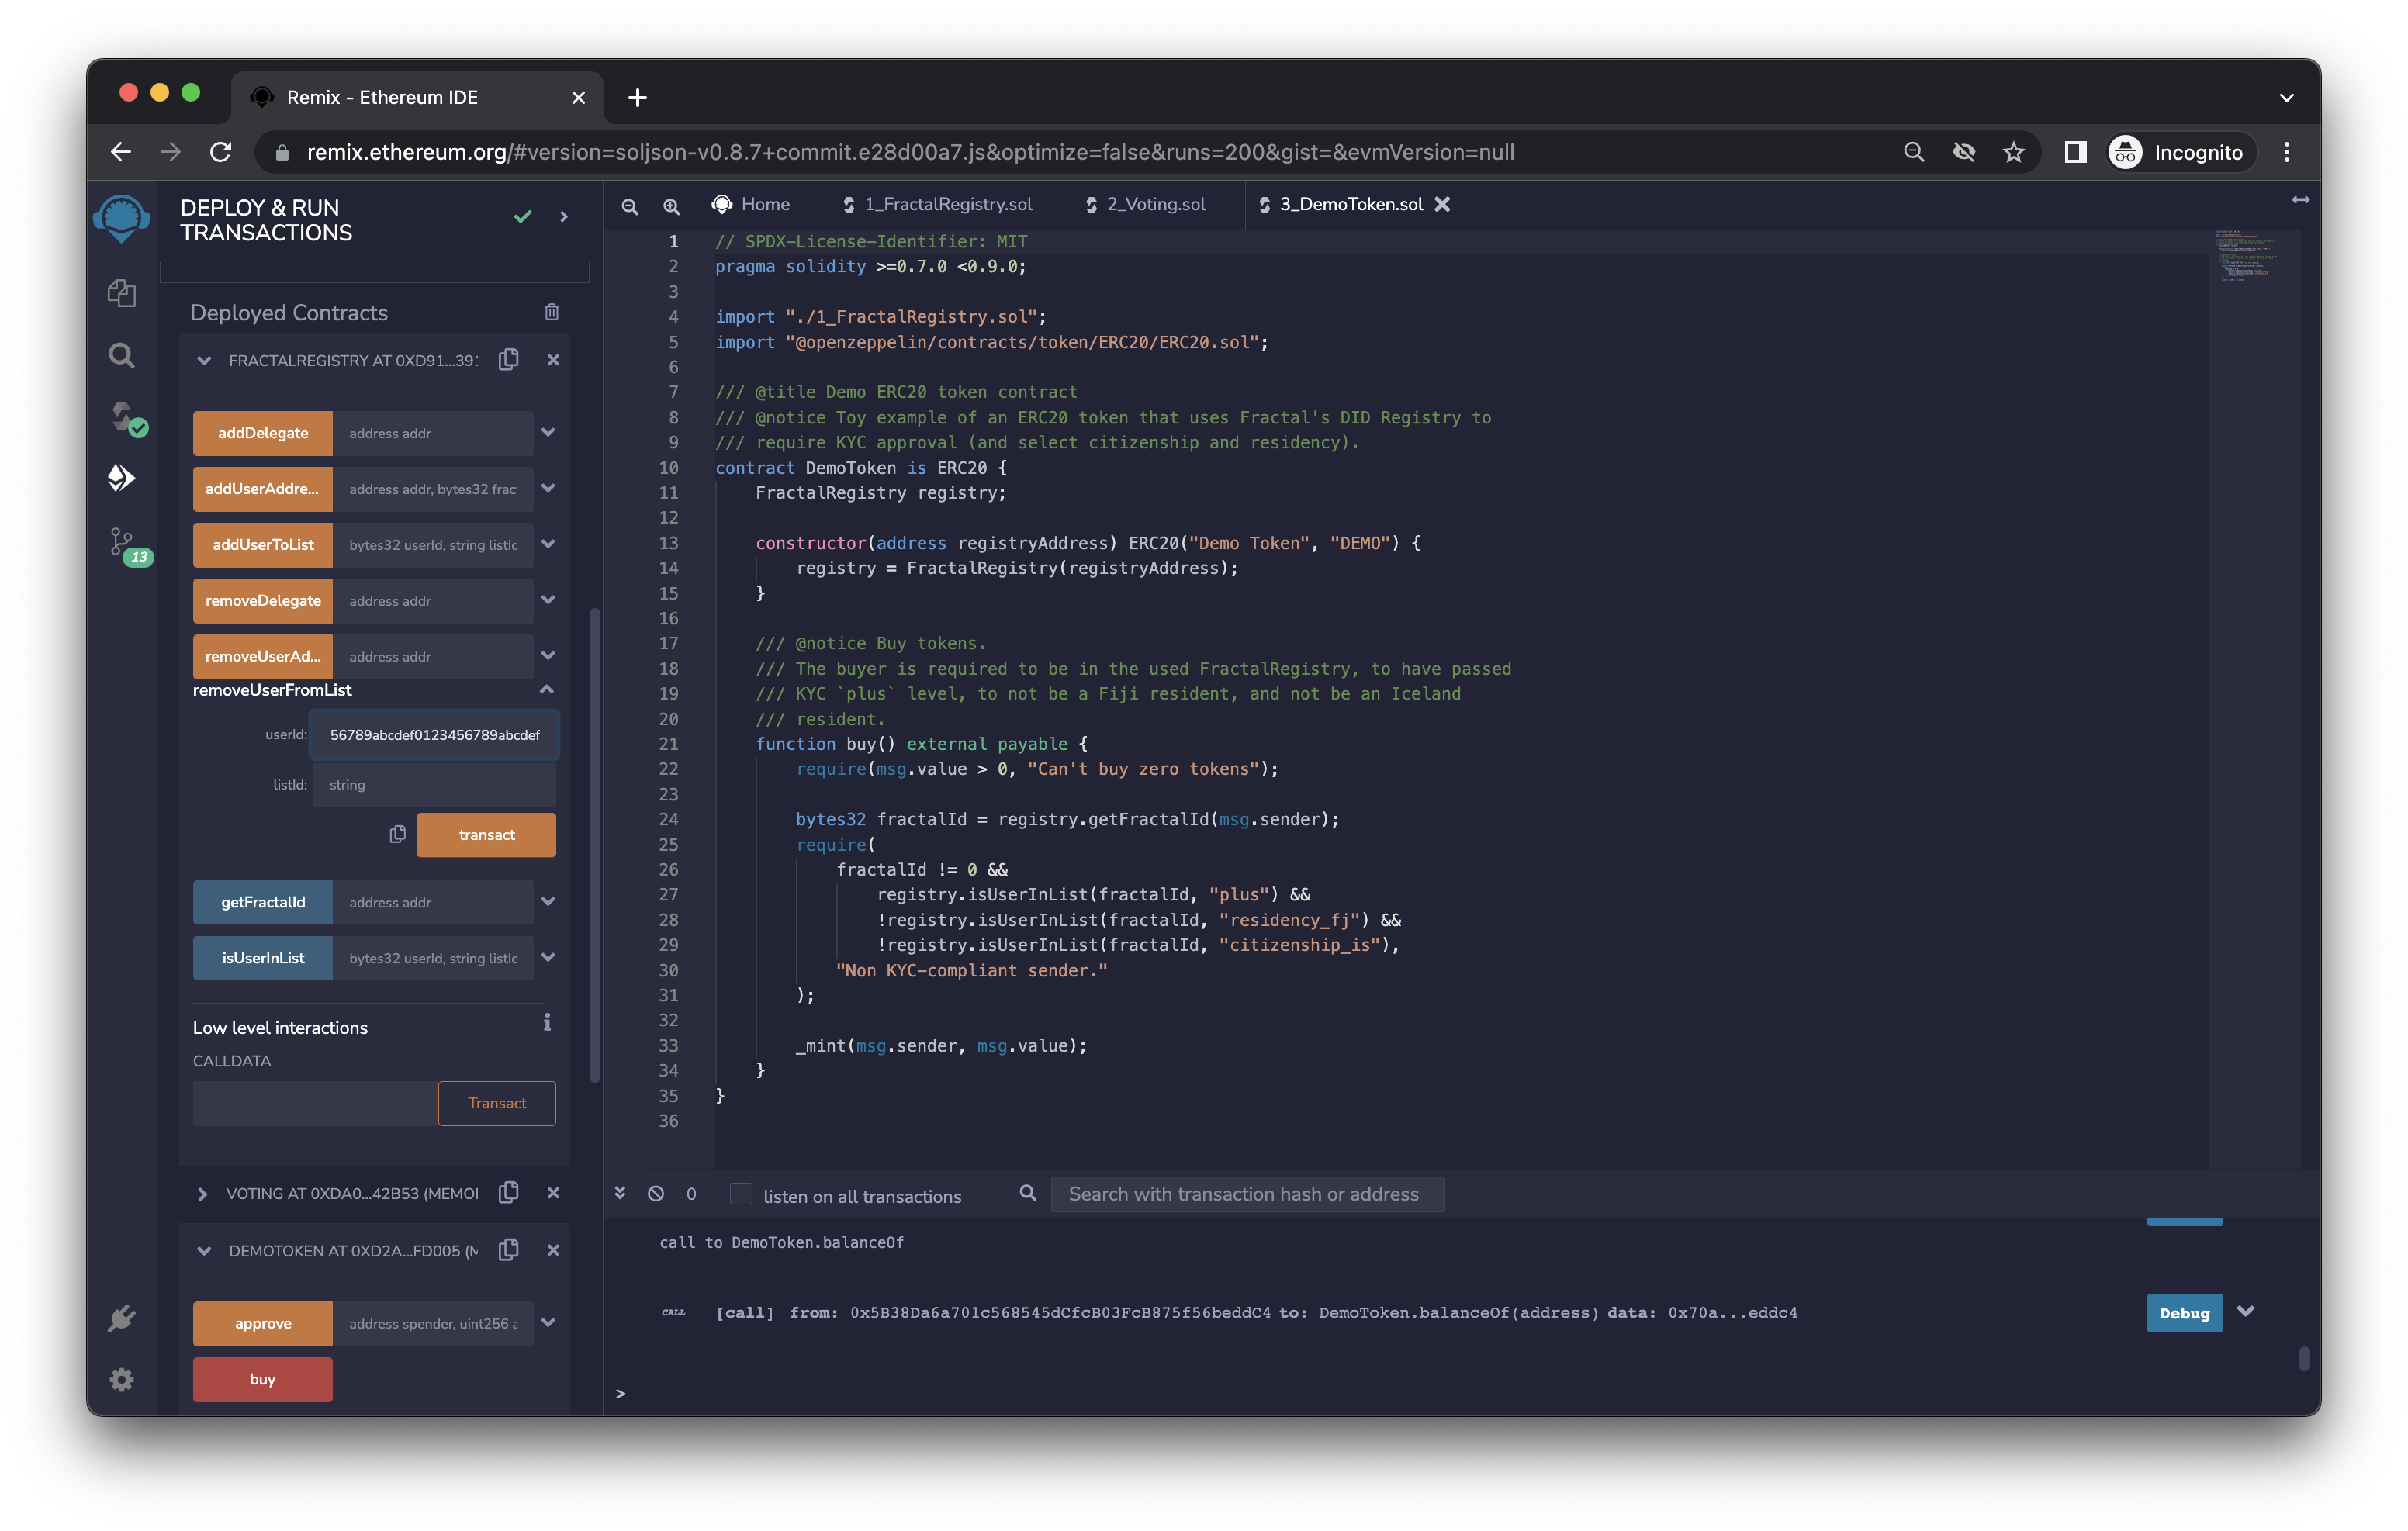 Remix - Ethereum IDE
remix.ethereum.org/#version=soljson-v0.8.7+commit.e28d00a7.js&optimize=false&runs=200&gist=&evmVersion=null
Incognito
DEPLOY & RUN
TRANSACTIONS
Deployed Contracts
FRACTALREGISTRY AT 0XD91...39
addDelegate address addr
addUserAddre... address addr, bytes32 fract
addUserToList bytes32 userId, string listId
removeDelegate address addr
removeUserAd... address addr
removeUserFromList
userId: 56789abcdef0123456789abcdef
listId: string
transact
getFractalId address addr
isUserInList bytes32 userId, string listId
Low level interactions
i
CALLDATA
Transact
VOTING AT 0XDA0...42B53 (MEMO
DEMOTOKEN AT 0XD2A...FD005 (M
approve address spender, uint256 a
buy
13
Home
1_FractalRegistry.sol
2_Voting.sol
3_DemoToken.sol
1 // SPDX-License-Identifier: MIT
2 pragma solidity >=0.7.0 <0.9.0;
3
4 import "./1_FractalRegistry.sol";
5 import "@openzeppelin/contracts/token/ERC20/ERC20.sol";
6
7 /// @title Demo ERC20 token contract
8 /// @notice Toy example of an ERC20 token that uses Fractal's DID Registry to
9 /// require KYC approval (and select citizenship and residency).
10 contract DemoToken is ERC20 {
11 FractalRegistry registry;
12
13 constructor(address registryAddress) ERC20("Demo Token", "DEMO") {
14 registry = FractalRegistry(registryAddress);
15 }
16
17 /// @notice Buy tokens.
18 /// The buyer is required to be in the used FractalRegistry, to have passed
19 /// KYC `plus` level, to not be a Fiji resident, and not be an Iceland
20 /// resident.
21 function buy() external payable {
22 require(msg.value > 0, "Can't buy zero tokens");
23
24 bytes32 fractalId = registry.getFractalId(msg.sender);
25 require(
26 fractalId != 0 &&
27 registry.isUserInList(fractalId, "plus") &&
28 !registry.isUserInList(fractalId, "residency_fj") &&
29 !registry.isUserInList(fractalId, "citizenship_is"),
30 "Non KYC-compliant sender."
31 );
32
33 _mint(msg.sender, msg.value);
34 }
35 }
36
0 listen on all transactions Search with transaction hash or address
call to DemoToken.balanceOf
CALL [call] from: 0x5B38Da6a701c568545dCfcB03FcB875f56beddC4 to: DemoToken.balanceOf(address) data: 0x70a...eddc4 Debug
>